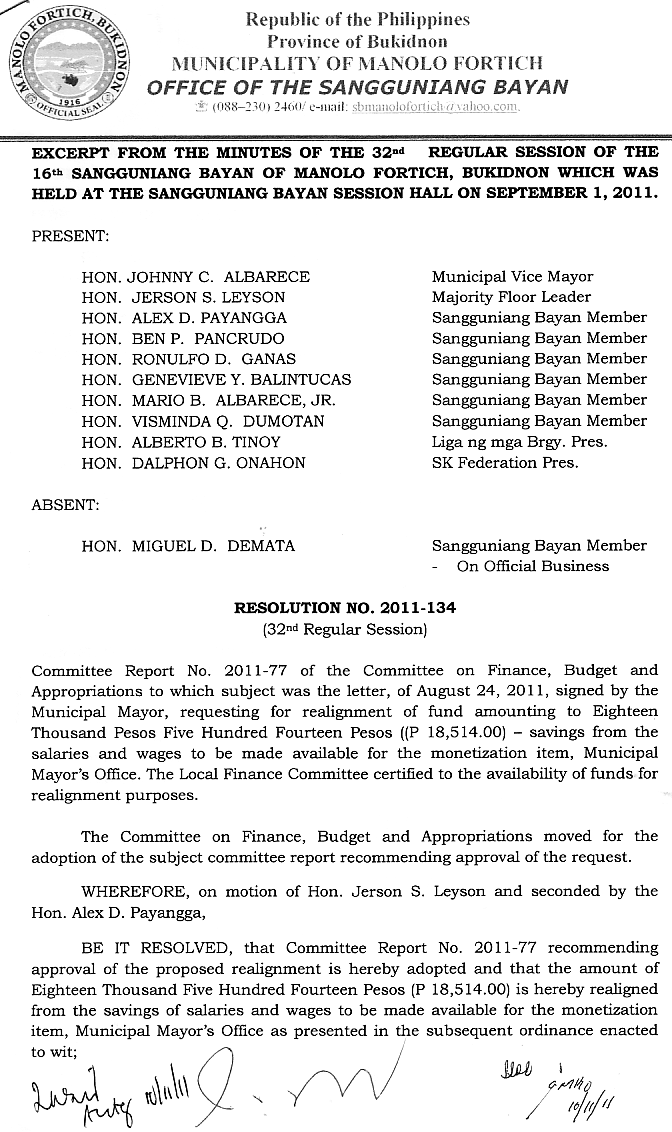 MANOLO FORTICH, BUKIDNON
1916
OFFICIAL SEAL
Republic of the Philippines
Province of Bukidnon
MUNICIPALITY OF MANOLO FORTICH
OFFICE OF THE SANGGUNIANG BAYAN
☏ (088–230) 2460/ e-mail: sbmanolofortich@yahoo.com.
EXCERPT FROM THE MINUTES OF THE 32nd REGULAR SESSION OF THE
16th SANGGUNIANG BAYAN OF MANOLO FORTICH, BUKIDNON WHICH WAS
HELD AT THE SANGGUNIANG BAYAN SESSION HALL ON SEPTEMBER 1, 2011.
PRESENT:
HON. JOHNNY C. ALBARECE Municipal Vice Mayor
HON. JERSON S. LEYSON Majority Floor Leader
HON. ALEX D. PAYANGGA Sangguniang Bayan Member
HON. BEN P. PANCRUDO Sangguniang Bayan Member
HON. RONULFO D. GANAS Sangguniang Bayan Member
HON. GENEVIEVE Y. BALINTUCAS Sangguniang Bayan Member
HON. MARIO B. ALBARECE, JR. Sangguniang Bayan Member
HON. VISMINDA Q. DUMOTAN Sangguniang Bayan Member
HON. ALBERTO B. TINOY Liga ng mga Brgy. Pres.
HON. DALPHON G. ONAHON SK Federation Pres.
ABSENT:
HON. MIGUEL D. DEMATA Sangguniang Bayan Member
- On Official Business
RESOLUTION NO. 2011-134
(32nd Regular Session)
Committee Report No. 2011-77 of the Committee on Finance, Budget and
Appropriations to which subject was the letter, of August 24, 2011, signed by the
Municipal Mayor, requesting for realignment of fund amounting to Eighteen
Thousand Pesos Five Hundred Fourteen Pesos ((P 18,514.00) – savings from the
salaries and wages to be made available for the monetization item, Municipal
Mayor's Office. The Local Finance Committee certified to the availability of funds for
realignment purposes.
The Committee on Finance, Budget and Appropriations moved for the
adoption of the subject committee report recommending approval of the request.
WHEREFORE, on motion of Hon. Jerson S. Leyson and seconded by the
Hon. Alex D. Payangga,
BE IT RESOLVED, that Committee Report No. 2011-77 recommending
approval of the proposed realignment is hereby adopted and that the amount of
Eighteen Thousand Five Hundred Fourteen Pesos (P 18,514.00) is hereby realigned
from the savings of salaries and wages to be made available for the monetization
item, Municipal Mayor's Office as presented in the subsequent ordinance enacted
to wit;
10/11/11
10/11/11